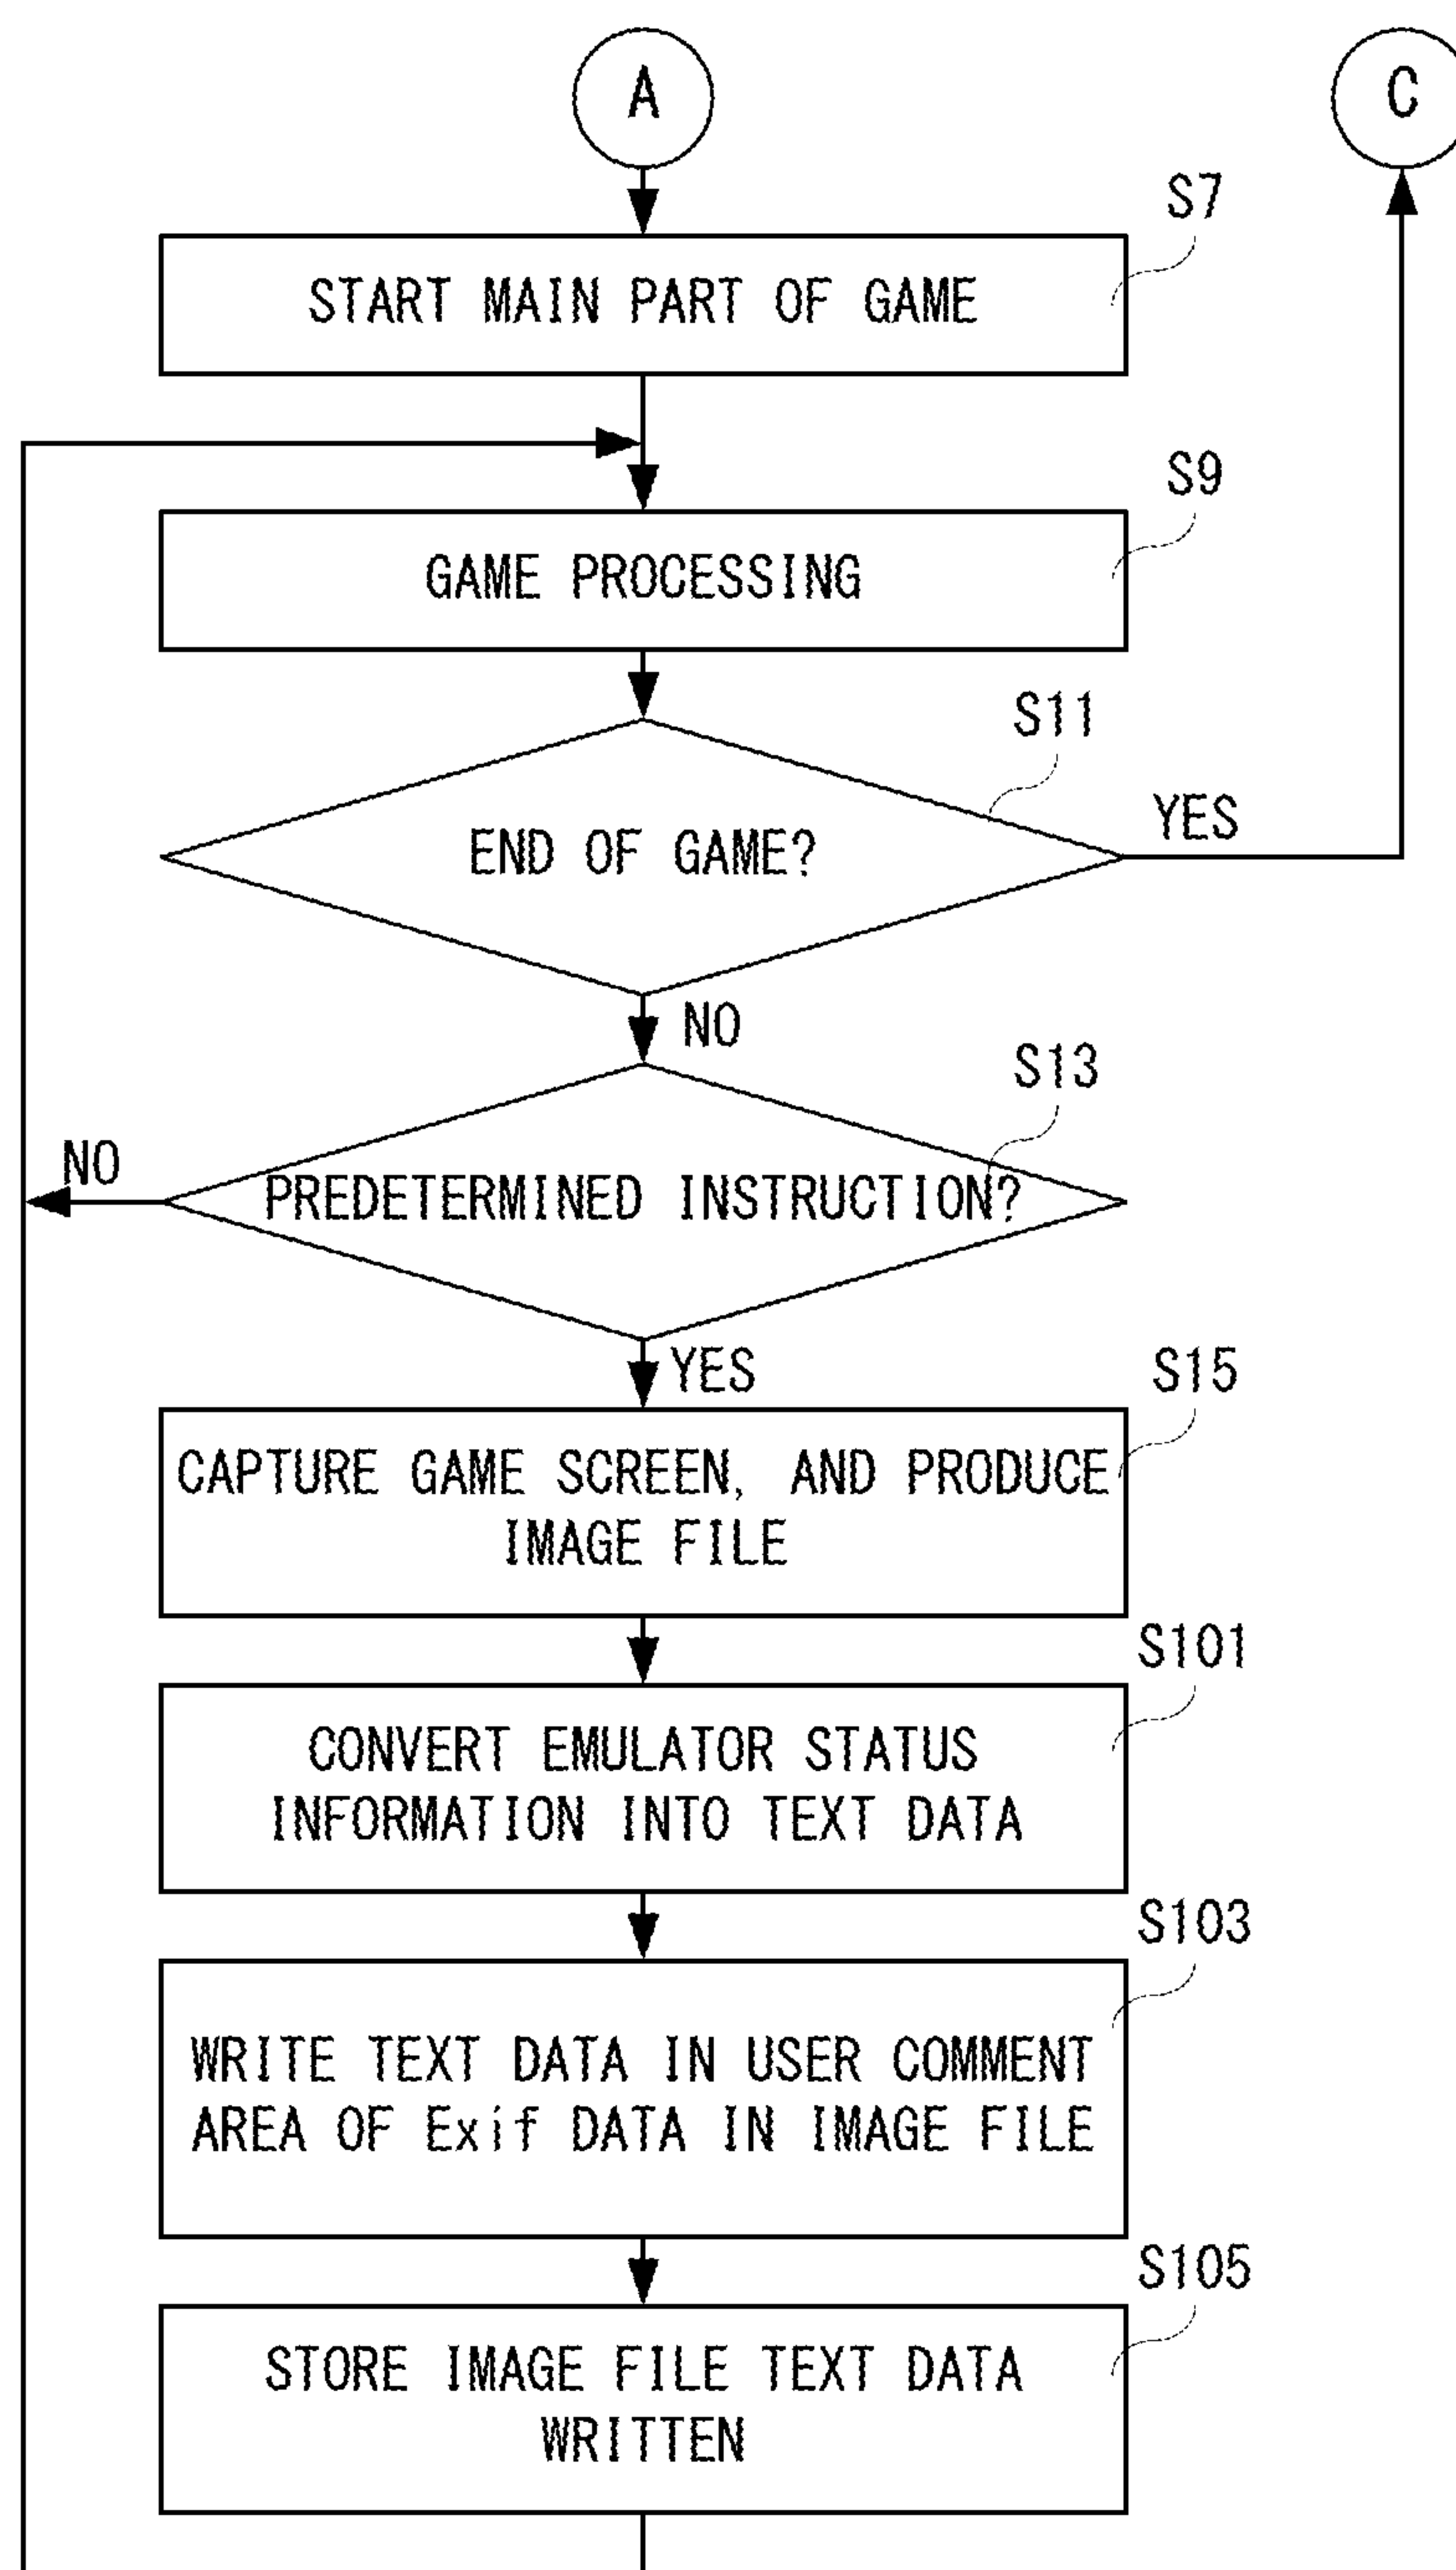 A
C
S7
START MAIN PART OF GAME
S9
GAME PROCESSING
S11
END OF GAME?
YES
NO
S13
PREDETERMINED INSTRUCTION?
NO
YES
S15
CAPTURE GAME SCREEN, AND PRODUCE
IMAGE FILE
S101
CONVERT EMULATOR STATUS
INFORMATION INTO TEXT DATA
S103
WRITE TEXT DATA IN USER COMMENT
AREA OF Exif DATA IN IMAGE FILE
S105
STORE IMAGE FILE TEXT DATA
WRITTEN